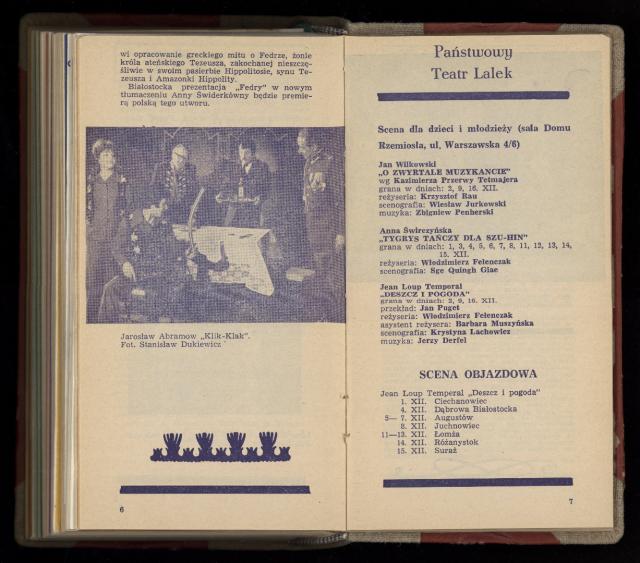 wi opracowanie greckiego mitu o Fedrze, żonie
króla ateńskiego Tezeusza, zakochanej nieszczę-
śliwie w swoim pasierbie Hippolitosie, synu Te-
zeusza i Amazonki Hippolity.
Białostocka prezentacja „Fedry" w nowym
tłumaczeniu Anny Świderkówny będzie premie-
rą polską tego utworu.
Jarosław Abramow „Klik-Klak".
Fot. Stanisław Dukiewicz
6
Państwowy
Teatr Lalek
Scena dla dzieci i młodzieży (sala Domu
Rzemiosła, ul. Warszawska 4/6)
Jan Wilkowski
„O ZWYRTALE MUZYKANCIE"
wg Kazimierza Przerwy Tetmajera
grana w dniach: 2, 9, 16. XII.
reżyseria: Krzysztof Rau
scenografia: Wiesław Jurkowski
muzyka: Zbigniew Penherski
Anna Świrczyńska
„TYGRYS TAŃCZY DLA SZU-HIN"
grana w dniach: 1, 3, 4, 5, 6, 7, 8, 11, 12, 13, 14,
15. XII.
reżyseria: Włodzimierz Felenczak
scenografia: Sge Quingh Giae
Jean Loup Temporal
„DESZCZ I POGODA"
grana w dniach: 2, 9, 16. XII.
przekład: Jan Puget
reżyseria: Włodzimierz Felenczak
asystent reżysera: Barbara Muszyńska
scenografia: Krystyna Lachowicz
muzyka: Jerzy Derfel
SCENA OBJAZDOWA
Jean Loup Temperal „Deszcz i pogoda"
1. XII. Ciechanowiec
4. XII. Dąbrowa Białostocka
5— 7. XII. Augustów
8. XII. Juchnowiec
11—13. XII. Łomża
14. XII. Różanystok
15. XII. Suraż
7